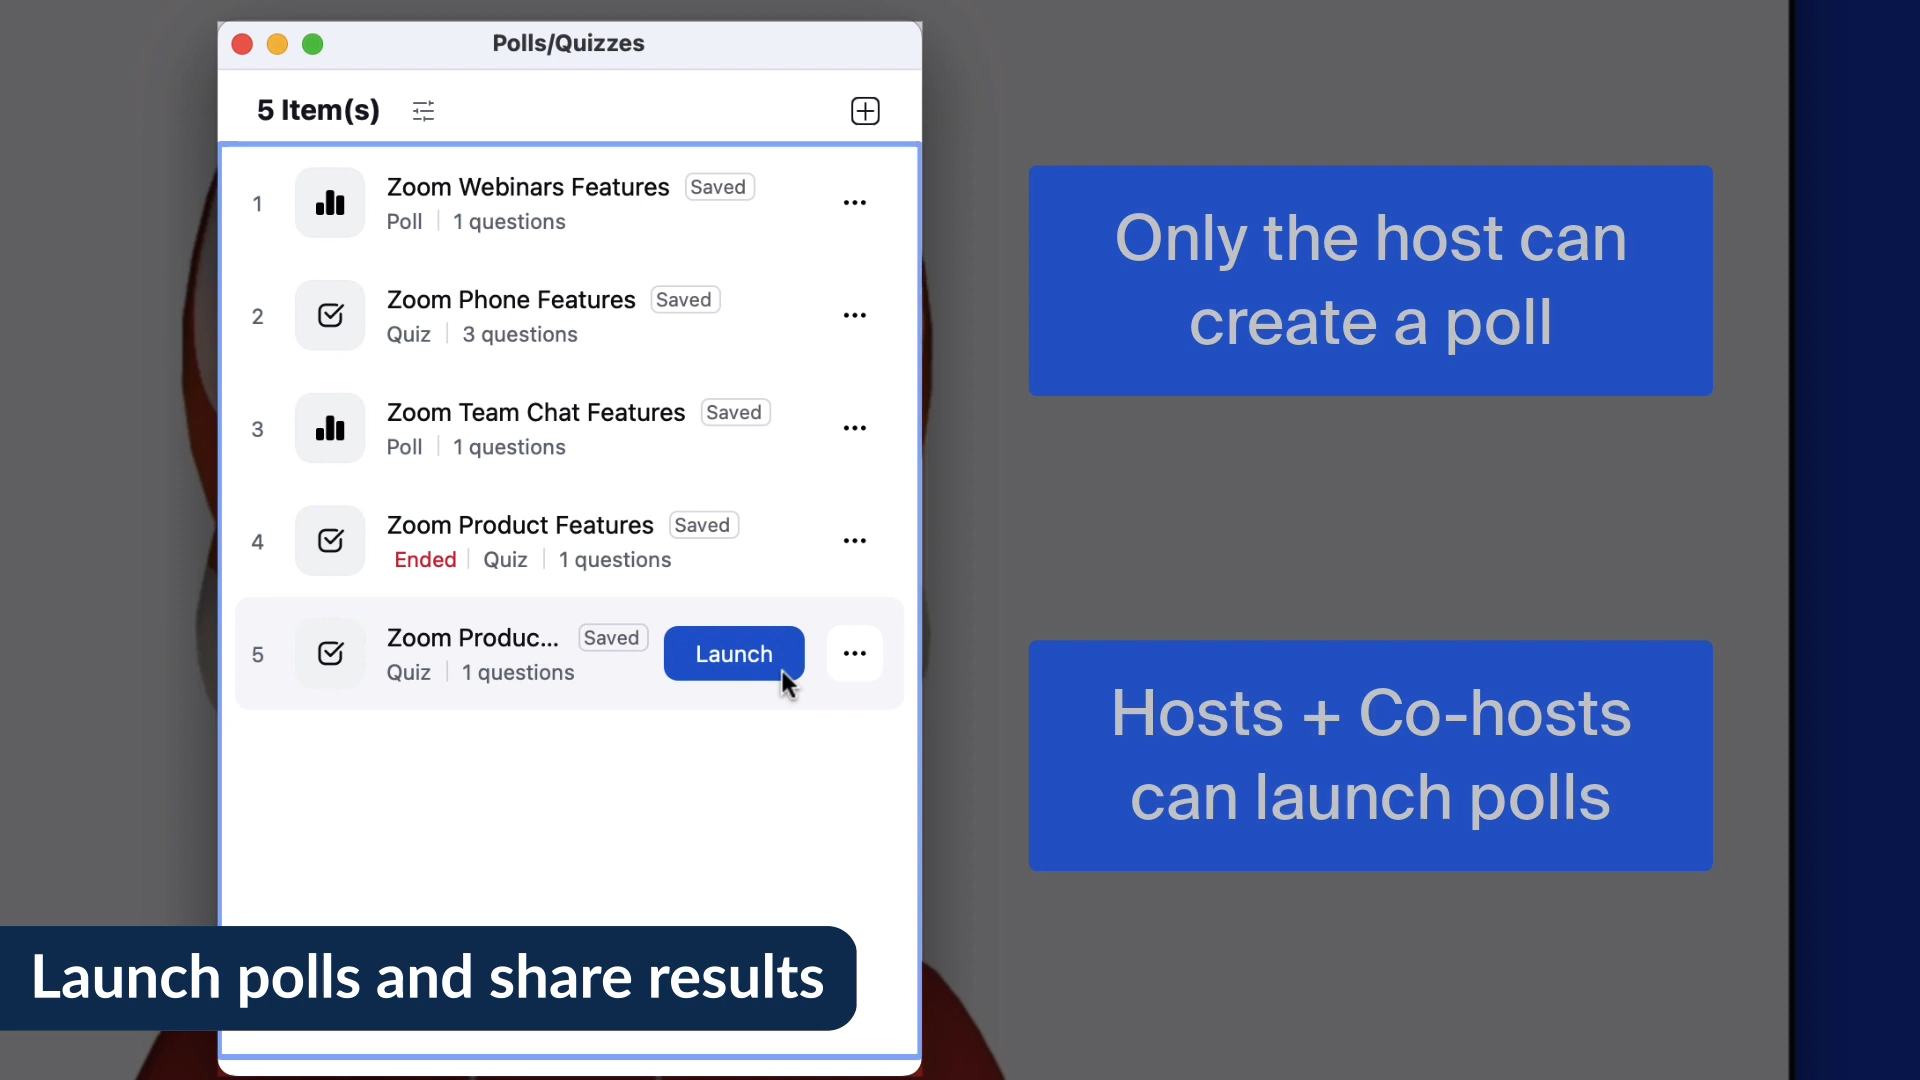 Polls/Quizzes
5 Item(s)
1
Zoom Webinars Features Saved
Poll 1 questions
2
Zoom Phone Features Saved
Quiz 3 questions
3
Zoom Team Chat Features Saved
Poll 1 questions
4
Zoom Product Features Saved
Ended Quiz 1 questions
5
Zoom Produc... Saved
Quiz 1 questions
Launch
Only the host can
create a poll
Hosts + Co-hosts
can launch polls
Launch polls and share results